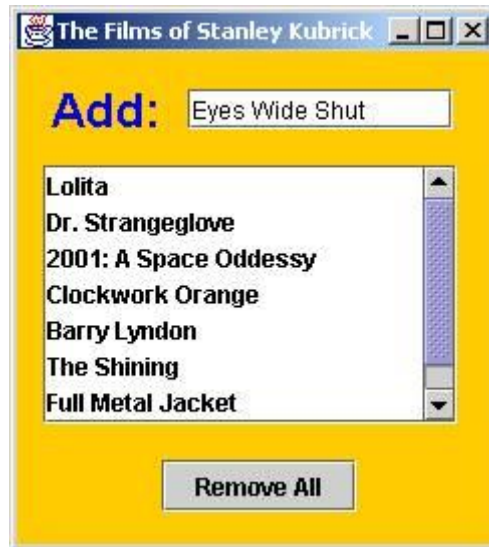 The Films of Stanley Kubrick
Add: Eyes Wide Shut
Lolita
Dr. Strangeglove
2001: A Space Oddessy
Clockwork Orange
Barry Lyndon
The Shining
Full Metal Jacket
Remove All